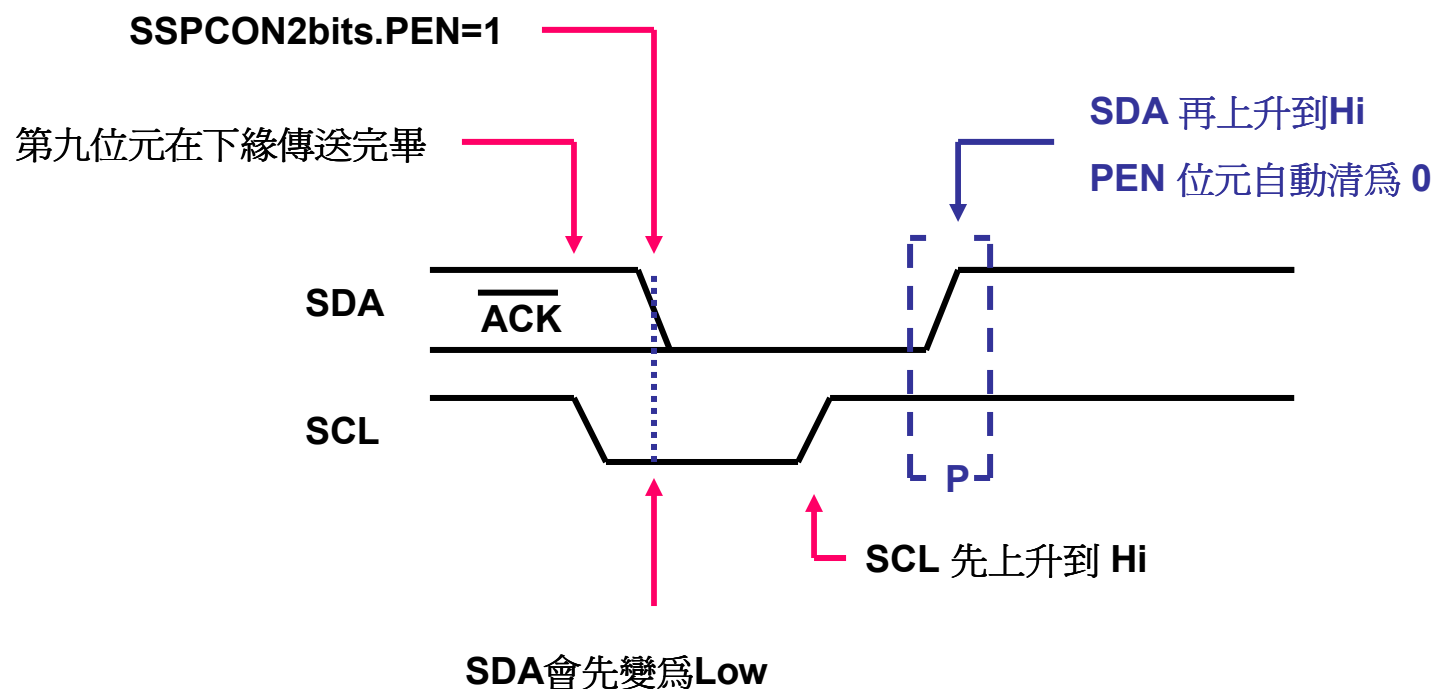 SSPCON2bits.PEN=1
第九位元在下緣傳送完畢
SDA 再上升到Hi
PEN 位元自動清爲 0
SDA
ACK
SCL
P
SCL 先上升到 Hi
SDA會先變爲Low